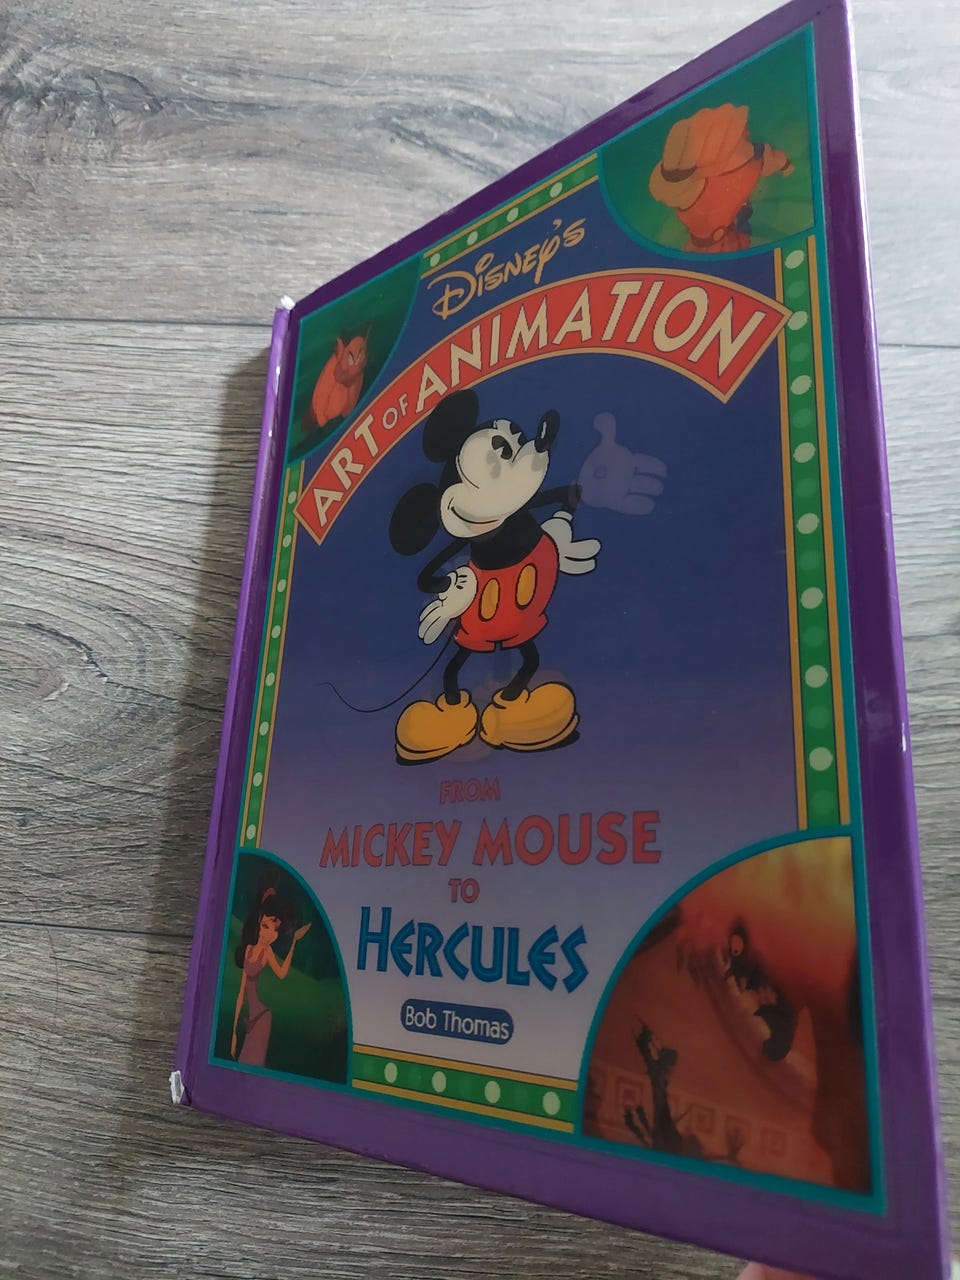 Disney's
ART OF ANIMATION
FROM
MICKEY MOUSE
TO
HERCULES
Bob Thomas